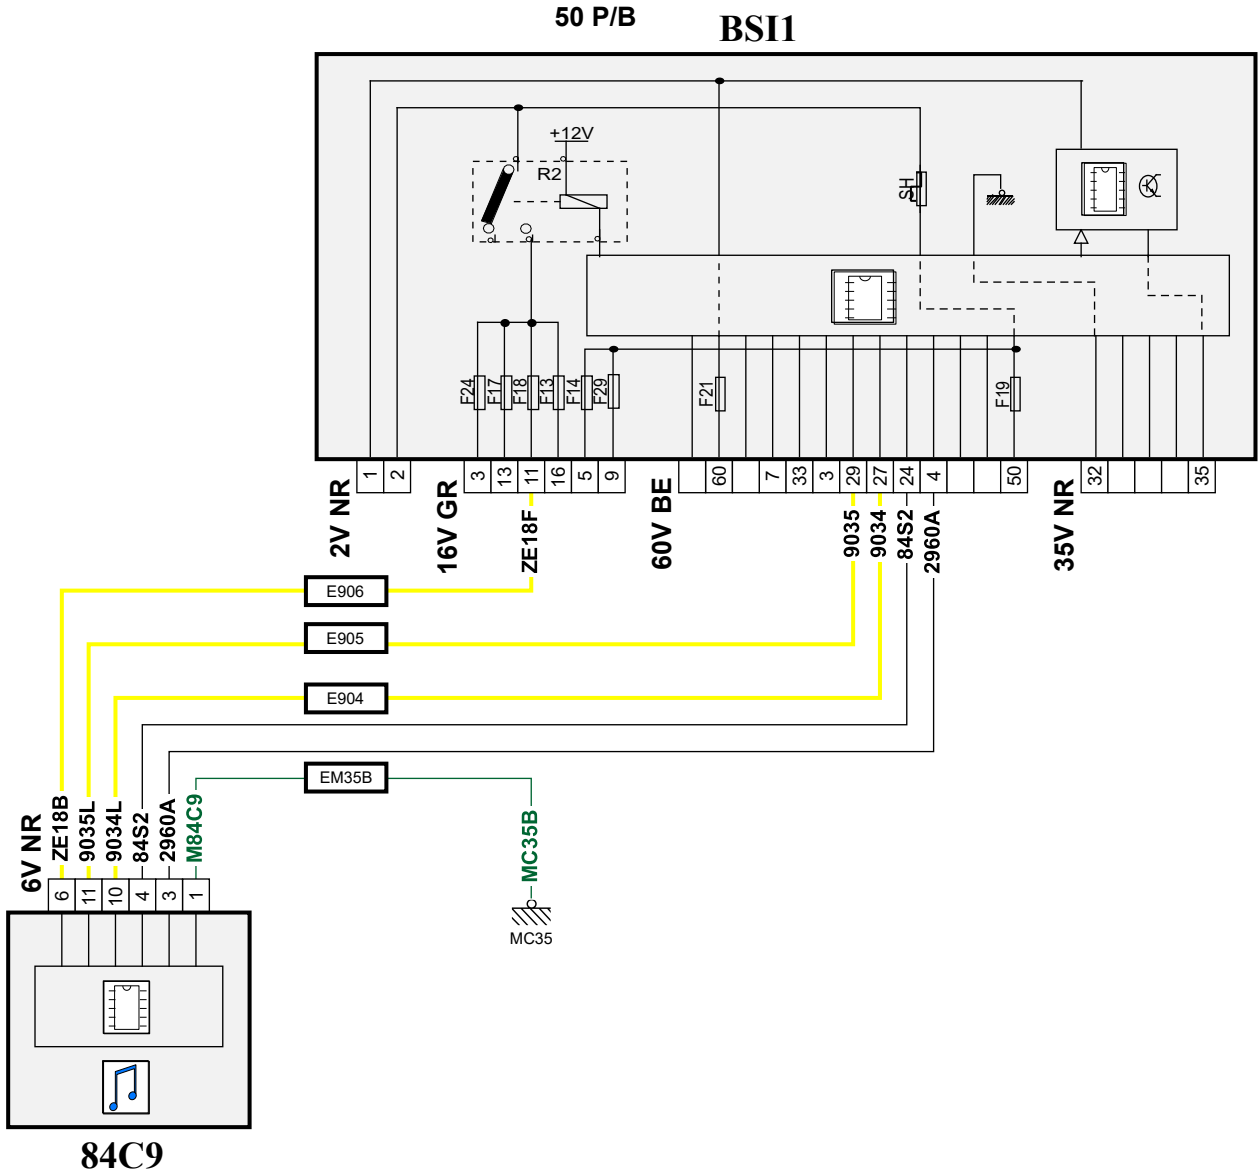 50 P/B
BSI1
+12V
R2
SH
F24
F17
F18
F13
F14
F29
F21
F19
2V NR
1
2
16V GR
3
13
11
16
5
9
60V BE
60
7
33
3
29
27
24
4
50
35V NR
32
35
ZE18F
9035
9034
84S2
2960A
E906
E905
E904
EM35B
6V NR
ZE18B
9035L
9034L
84S2
2960A
M84C9
MC35B
6
11
10
4
3
1
MC35
84C9